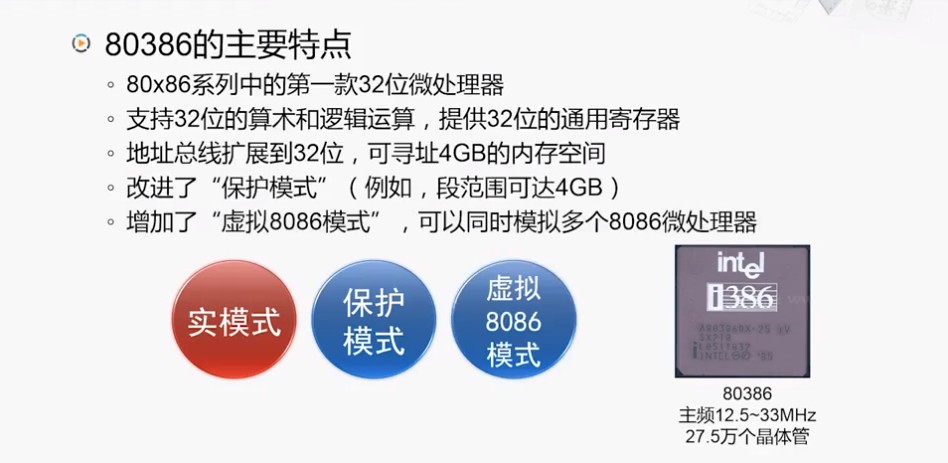 80386的主要特点
80x86系列中的第一款32位微处理器
支持32位的算术和逻辑运算，提供32位的通用寄存器
地址总线扩展到32位，可寻址4GB的内存空间
改进了“保护模式”（例如，段范围可达4GB）
增加了“虚拟8086模式”，可以同时模拟多个8086微处理器
实模式
保护
模式
虚拟
8086
模式
intel
i386
80386
主频12.5~33MHz
27.5万个晶体管